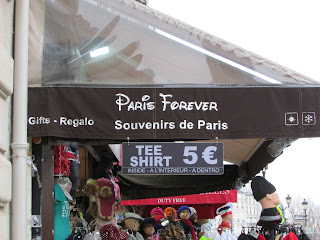 Paris Forever
Gifts - Regalo
Souvenirs de Paris
TEE
SHIRT
5€
INSIDE - A L'INTERIEUR - A DENTRO
DUTY FREE